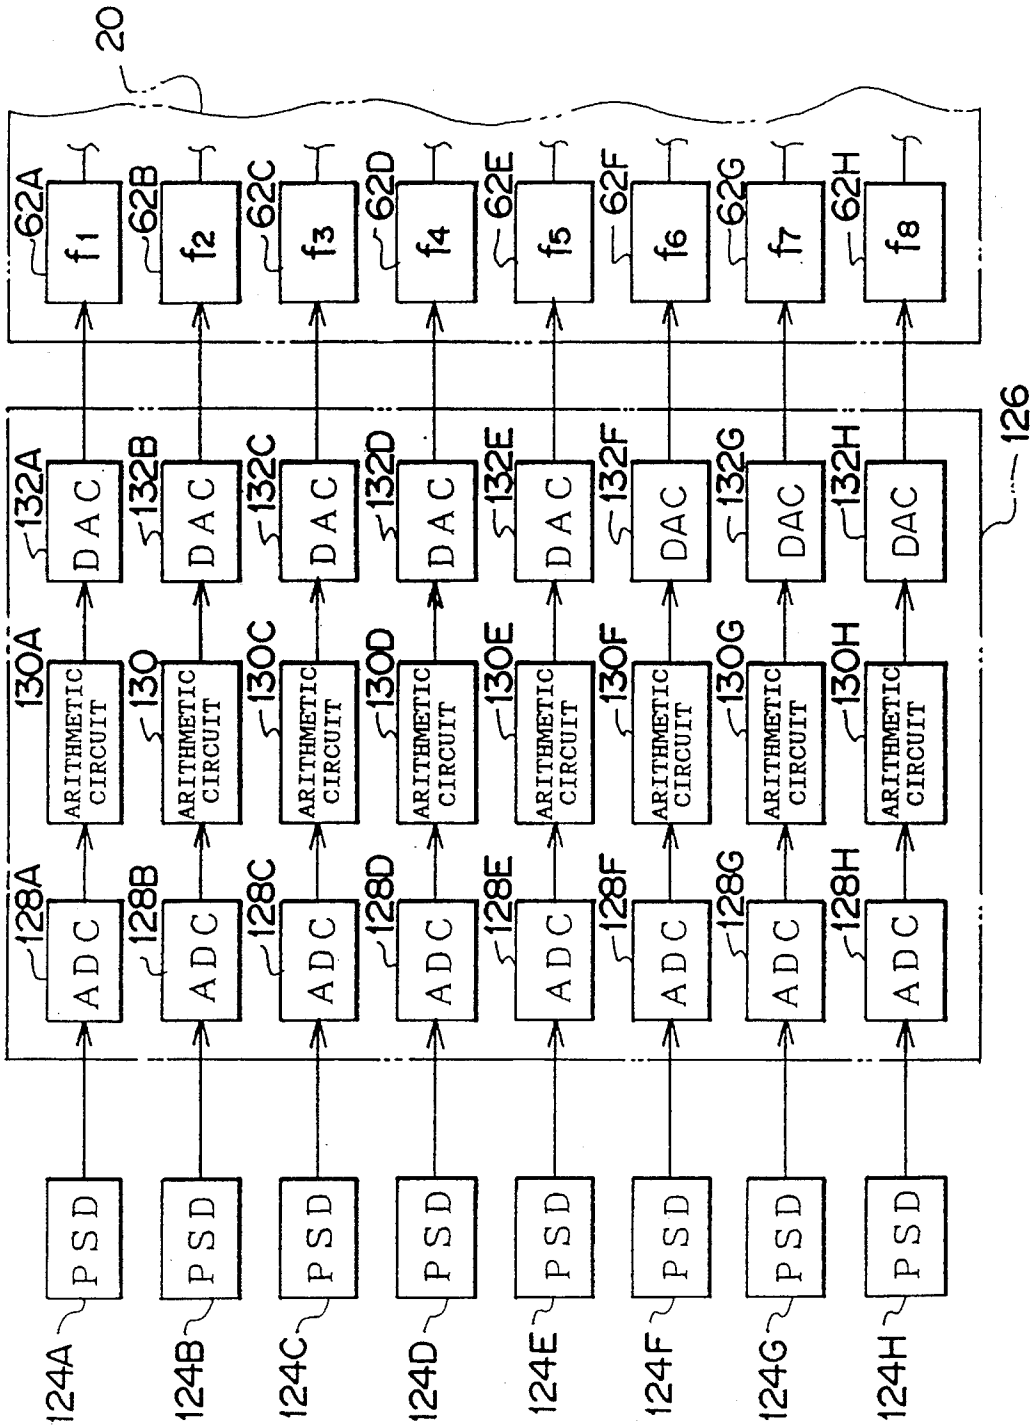 124A
PSD
128A
ADC
130A
ARITHMETIC
CIRCUIT
132A
DAC
62A
f1
20
124B
PSD
128B
ADC
130
ARITHMETIC
CIRCUIT
132B
DAC
62B
f2
124C
PSD
128C
ADC
130C
ARITHMETIC
CIRCUIT
132C
DAC
62C
f3
124D
PSD
128D
ADC
130D
ARITHMETIC
CIRCUIT
132D
DAC
62D
f4
124E
PSD
128E
ADC
130E
ARITHMETIC
CIRCUIT
132E
DAC
62E
f5
124F
PSD
128F
ADC
130F
ARITHMETIC
CIRCUIT
132F
DAC
62F
f6
124G
PSD
128G
ADC
130G
ARITHMETIC
CIRCUIT
132G
DAC
62G
f7
124H
PSD
128H
ADC
130H
ARITHMETIC
CIRCUIT
132H
DAC
62H
f8
126